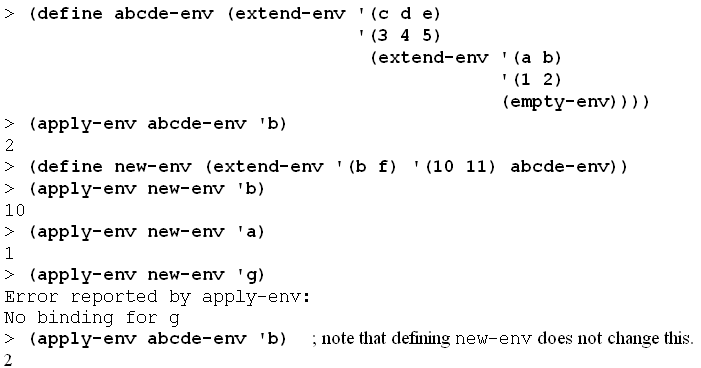 > (define abcde-env (extend-env '(c d e)
'(3 4 5)
(extend-env '(a b)
'(1 2)
(empty-env))))
> (apply-env abcde-env 'b)
2
> (define new-env (extend-env '(b f) '(10 11) abcde-env))
> (apply-env new-env 'b)
10
> (apply-env new-env 'a)
1
> (apply-env new-env 'g)
Error reported by apply-env:
No binding for g
> (apply-env abcde-env 'b) ; note that defining new-env does not change this.
2